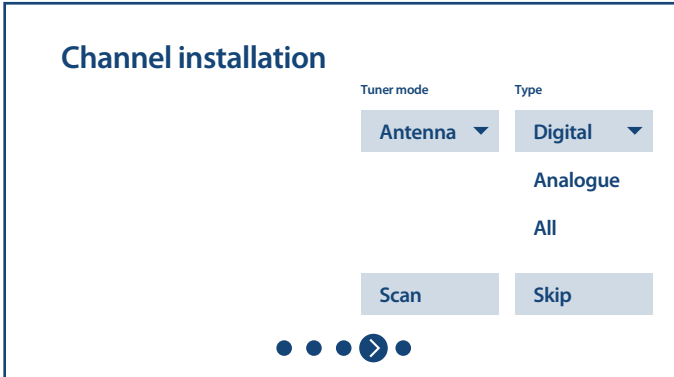 Channel installation
Tuner mode Type
Antenna Digital
Analogue
All
Scan Skip